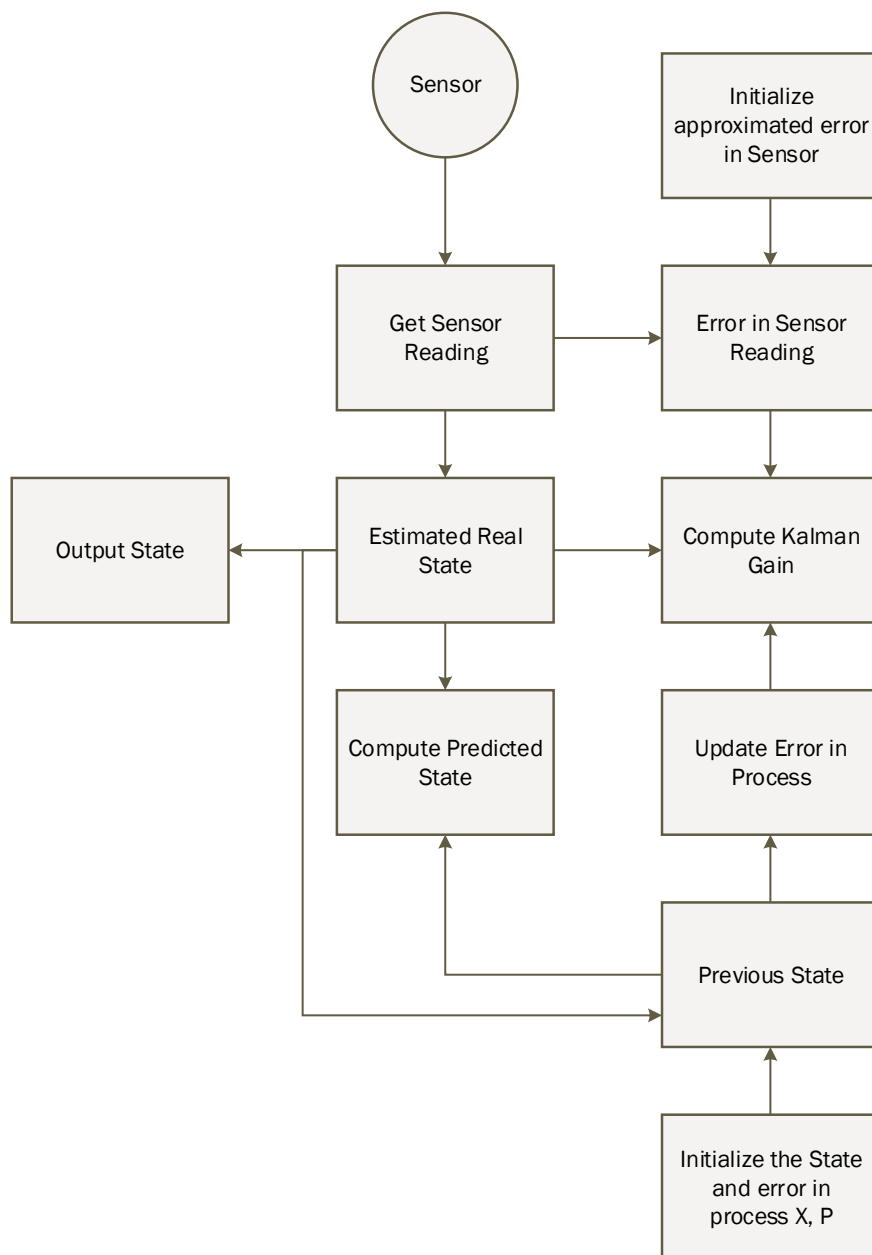 Sensor
Initialize
approximated error
in Sensor
Get Sensor
Reading
Error in Sensor
Reading
Output State
Estimated Real
State
Compute Kalman
Gain
Compute Predicted
State
Update Error in
Process
Previous State
Initialize the State
and error in
process X, P